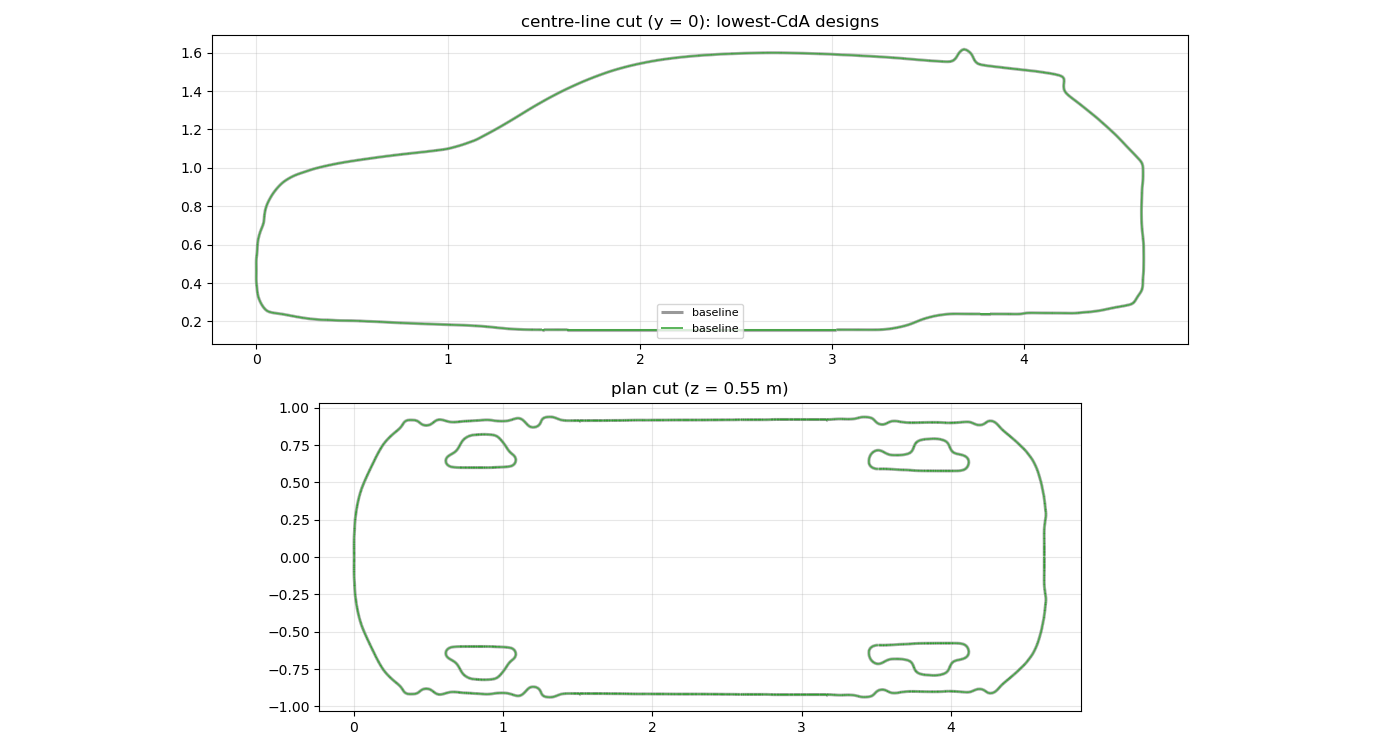 centre-line cut (y = 0): lowest-CdA designs
1.6
1.4
1.2
1.0
0.8
0.6
0.4
0.2
baseline
baseline
0 1 2 3 4
plan cut (z = 0.55 m)
1.00
0.75
0.50
0.25
0.00
−0.25
−0.50
−0.75
−1.00
0 1 2 3 4